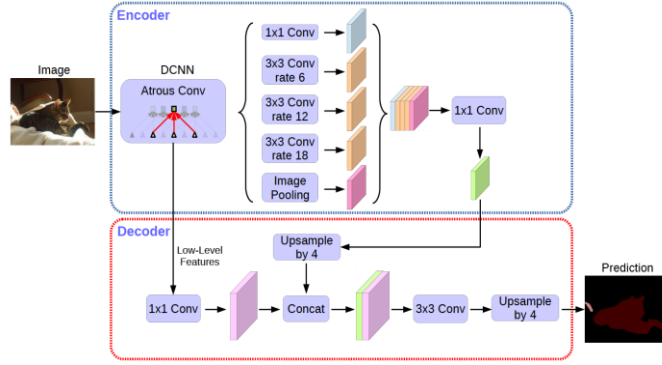 Encoder
Image
DCNN
Atrous Conv
1x1 Conv
3x3 Conv
rate 6
3x3 Conv
rate 12
3x3 Conv
rate 18
Image
Pooling
1x1 Conv
Decoder
Low-Level
Features
Upsample
by 4
1x1 Conv
Concat
3x3 Conv
Upsample
by 4
Prediction